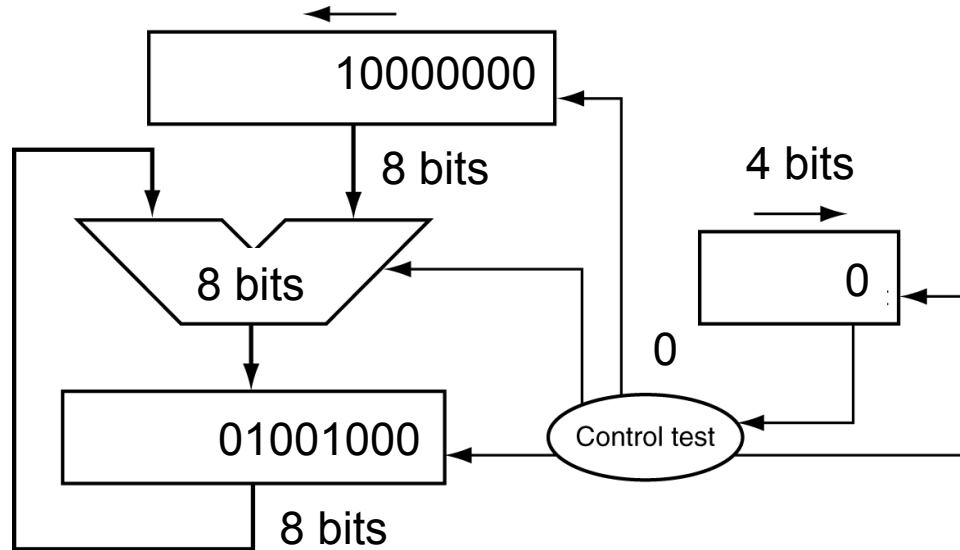 10000000
8 bits
4 bits
8 bits
0
0
Control test
01001000
8 bits